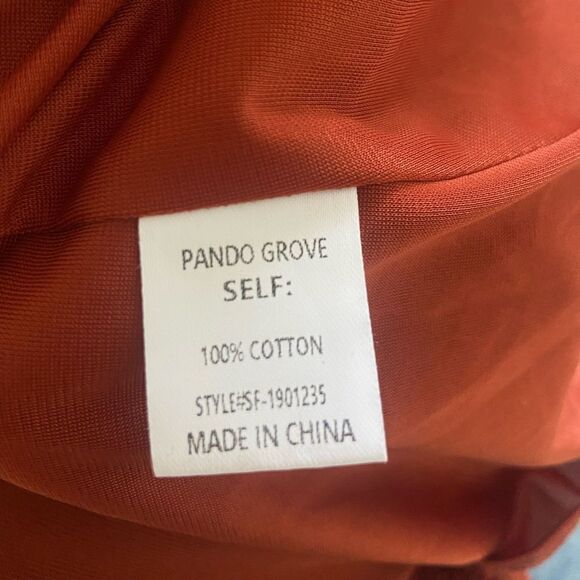 PANDO GROVE
SELF:
100% COTTON
STYLE#SF-1901235
MADE IN CHINA